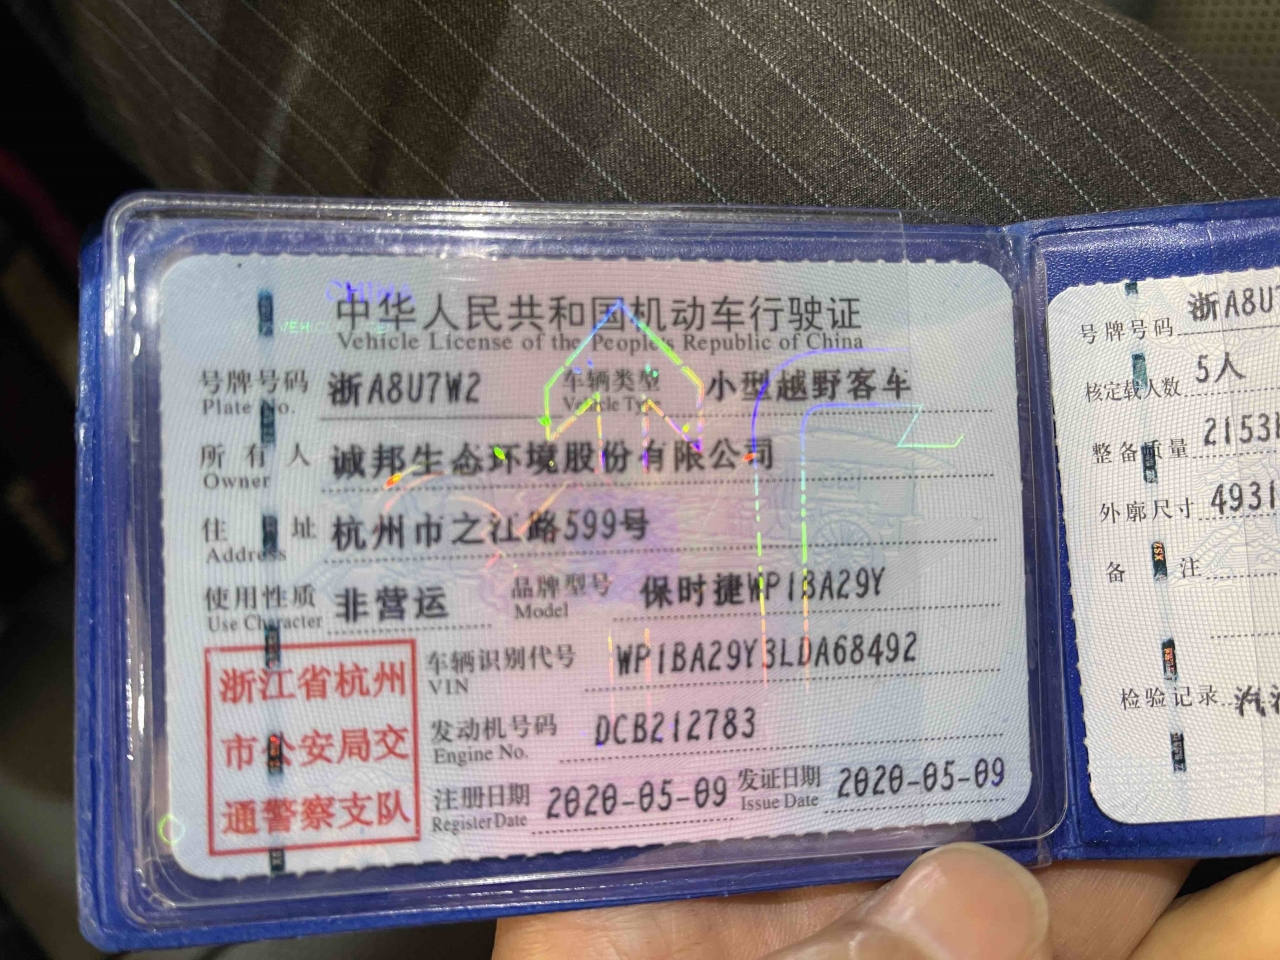 中华人民共和国机动车行驶证
Vehicle License of the People's Republic of China
号牌号码 浙A8U7W2 车辆类型 小型越野客车
Plate No. Vehicle Type
所有人 诚邦生态环境股份有限公司
Owner
住址 杭州市之江路599号
Address
使用性质 非营运 品牌型号 保时捷WP1BA29Y
Use Character Model
车辆识别代号 WP1BA29Y3LDA68492
VIN
发动机号码 DCB212783
Engine No.
注册日期 2020-05-09 发证日期 2020-05-09
Register Date Issue Date
浙江省杭州
市公安局交
通警察支队
号牌号码 浙A8U
核定载人数 5人
整备质量 2153
外廓尺寸 4931
备注
检验记录